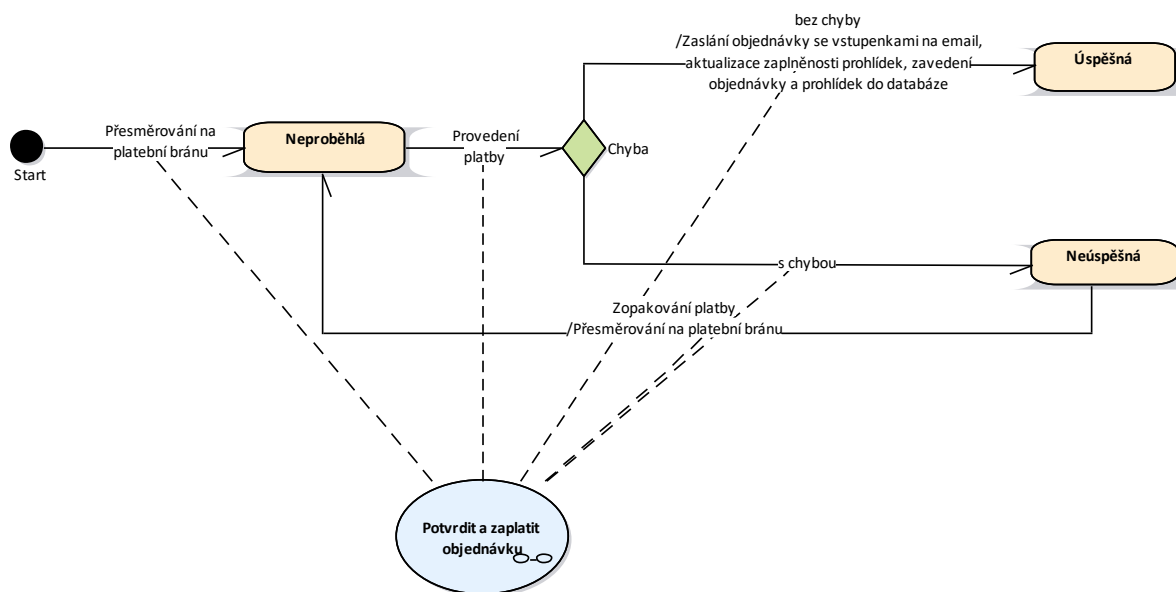 bez chyby
/Zaslání objednávky se vstupenkami na email,
aktualizace zaplněnosti prohlídek, zavedení
objednávky a prohlídek do databáze
Úspěšná
Přesměrování na
platební bránu
Neproběhlá
Provedení
platby
Chyba
Start
s chybou
Neúspěšná
Zopakování platby
/Přesměrování na platební bránu
Potvrdit a zaplatit
objednávku